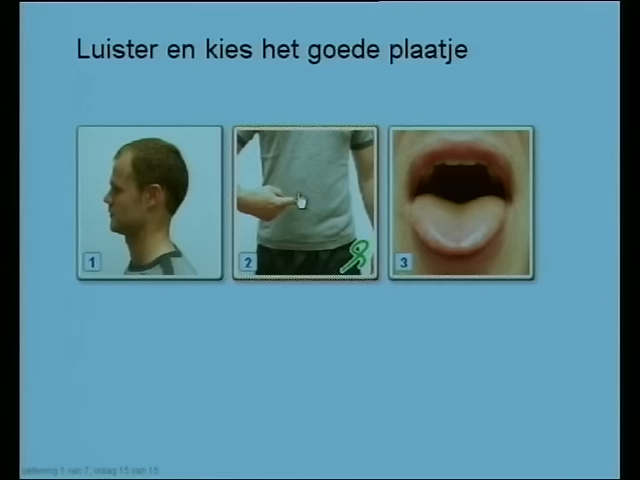 Luister en kies het goede plaatje
1
2
3
oefening 1 van 7, vraag 15 van 15